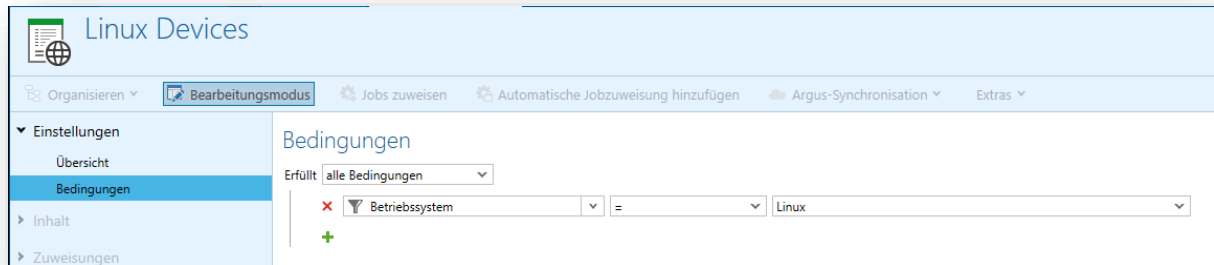 Linux Devices
Organisieren Bearbeitungsmodus Jobs zuweisen Automatische Jobzuweisung hinzufügen Argus-Synchronisation Extras
Einstellungen
Übersicht
Bedingungen
Inhalt
Zuweisungen
Bedingungen
Erfüllt alle Bedingungen
Betriebssystem = Linux